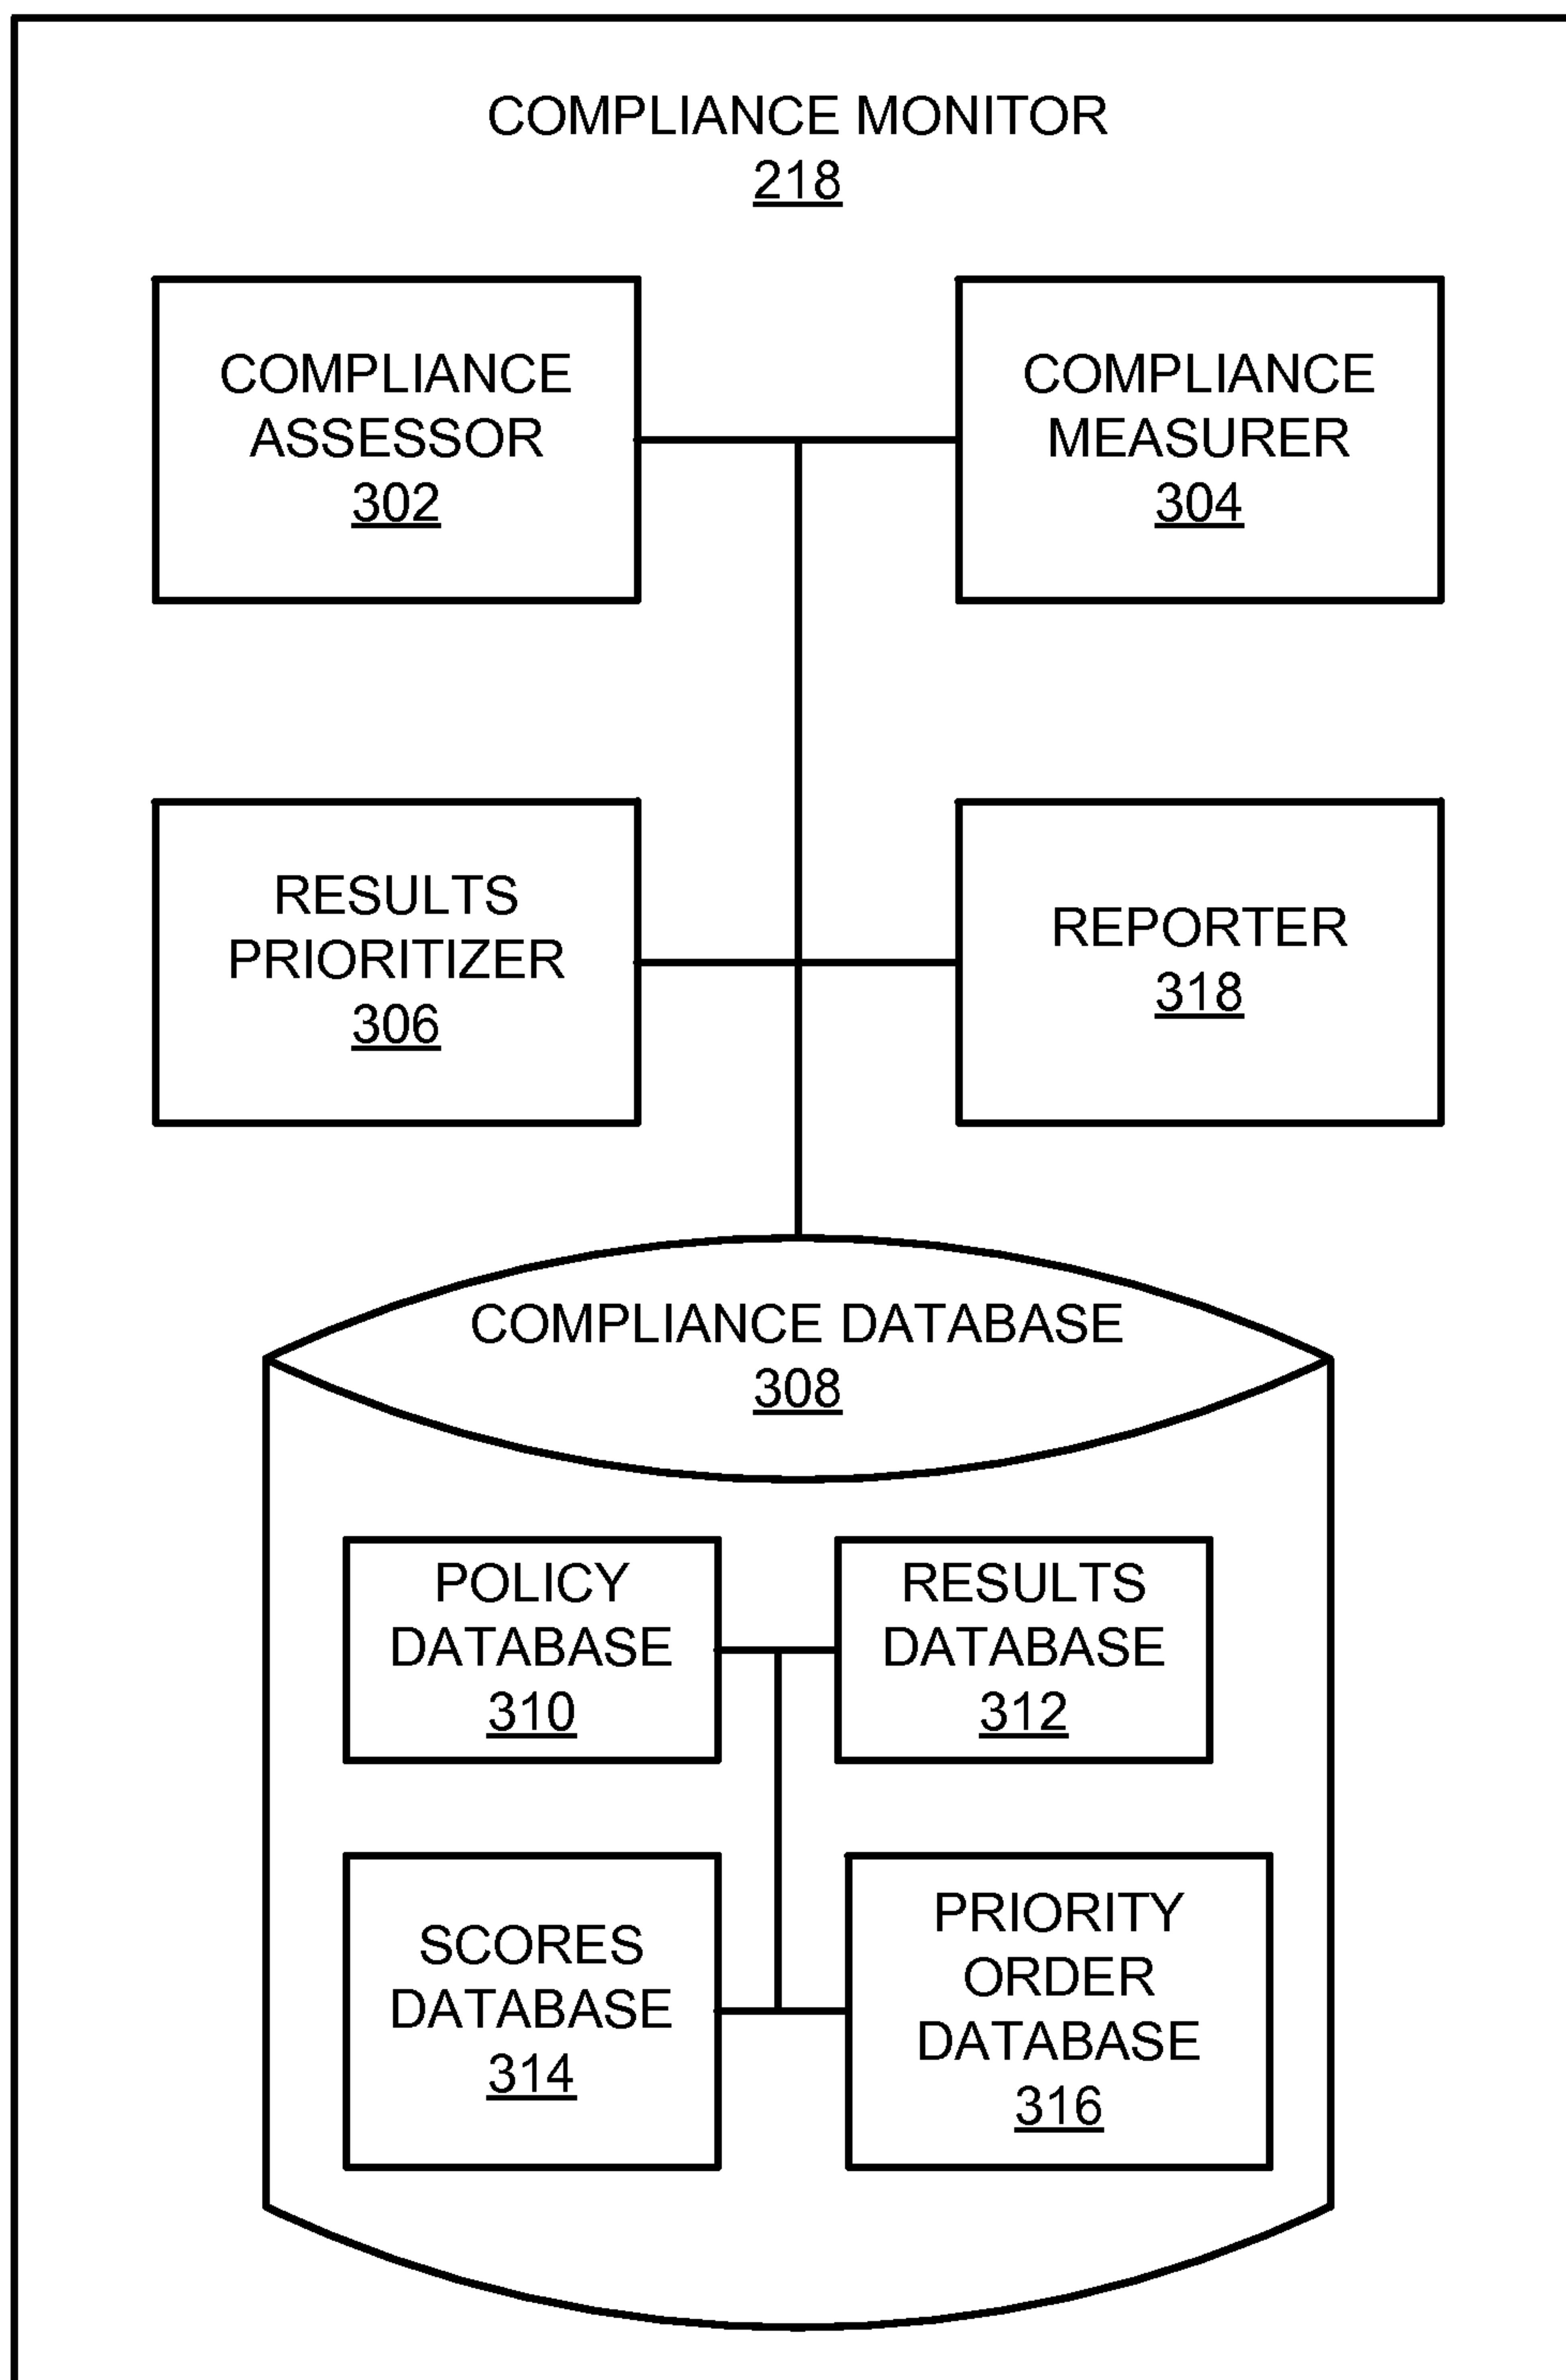 COMPLIANCE MONITOR
218
COMPLIANCE
ASSESSOR
302
COMPLIANCE
MEASURER
304
RESULTS
PRIORITIZER
306
REPORTER
318
COMPLIANCE DATABASE
308
POLICY
DATABASE
310
RESULTS
DATABASE
312
SCORES
DATABASE
314
PRIORITY
ORDER
DATABASE
316